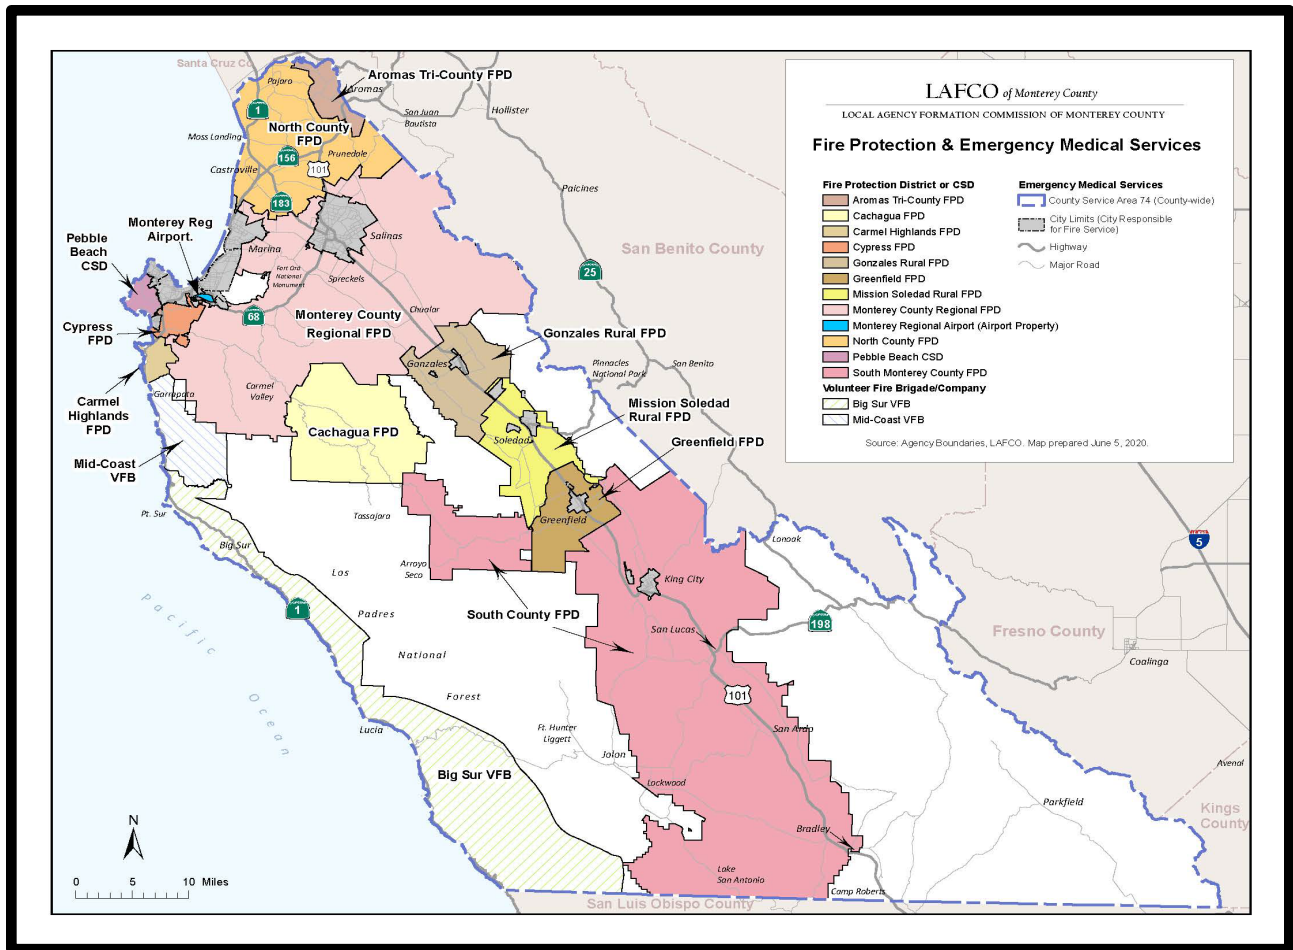 Santa Cruz Co
Pajaro
Aromas Tri-County FPD
Aromas
San Juan
Bautista
Hollister
1
North County
FPD
Moss Landing
156
Prunedale
101
Castroville
183
Paicines
Monterey Reg
Airport.
Pebble
Beach
CSD
Salinas
Marina
San Benito County
25
Fort Ord
National
Monument
Spreckels
Chualar
68
Monterey County
Regional FPD
Cypress
FPD
Gonzales Rural FPD
Gonzales
Pinnacles
National Park
San Benito
Carmel
Valley
Garrapata
Carmel
Highlands
FPD
Mission Soledad
Rural FPD
Cachagua FPD
Soledad
Greenfield FPD
Mid-Coast
VFB
Pt. Sur
Tassajara
Greenfield
Big Sur
Lonoak
Arroyo
Seco
Los
Padres
National
Forest
King City
1
South County FPD
San Lucas
198
Fresno County
Coalinga
5
Pacific
Ocean
101
San Ardo
Lucia
Ft. Hunter
Liggett
Jolon
Lockwood
Big Sur VFB
Avenal
Parkfield
Kings
County
Bradley
Lake
San Antonio
Camp Roberts
San Luis Obispo County
N
0 5 10 Miles
LAFCO of Monterey County
LOCAL AGENCY FORMATION COMMISSION OF MONTEREY COUNTY
Fire Protection & Emergency Medical Services
Fire Protection District or CSD
Aromas Tri-County FPD
Cachagua FPD
Carmel Highlands FPD
Cypress FPD
Gonzales Rural FPD
Greenfield FPD
Mission Soledad Rural FPD
Monterey County Regional FPD
Monterey Regional Airport (Airport Property)
North County FPD
Pebble Beach CSD
South Monterey County FPD
Volunteer Fire Brigade/Company
Big Sur VFB
Mid-Coast VFB
Emergency Medical Services
County Service Area 74 (County-wide)
City Limits (City Responsible
for Fire Service)
Highway
Major Road
Source: Agency Boundaries, LAFCO. Map prepared June 5, 2020.